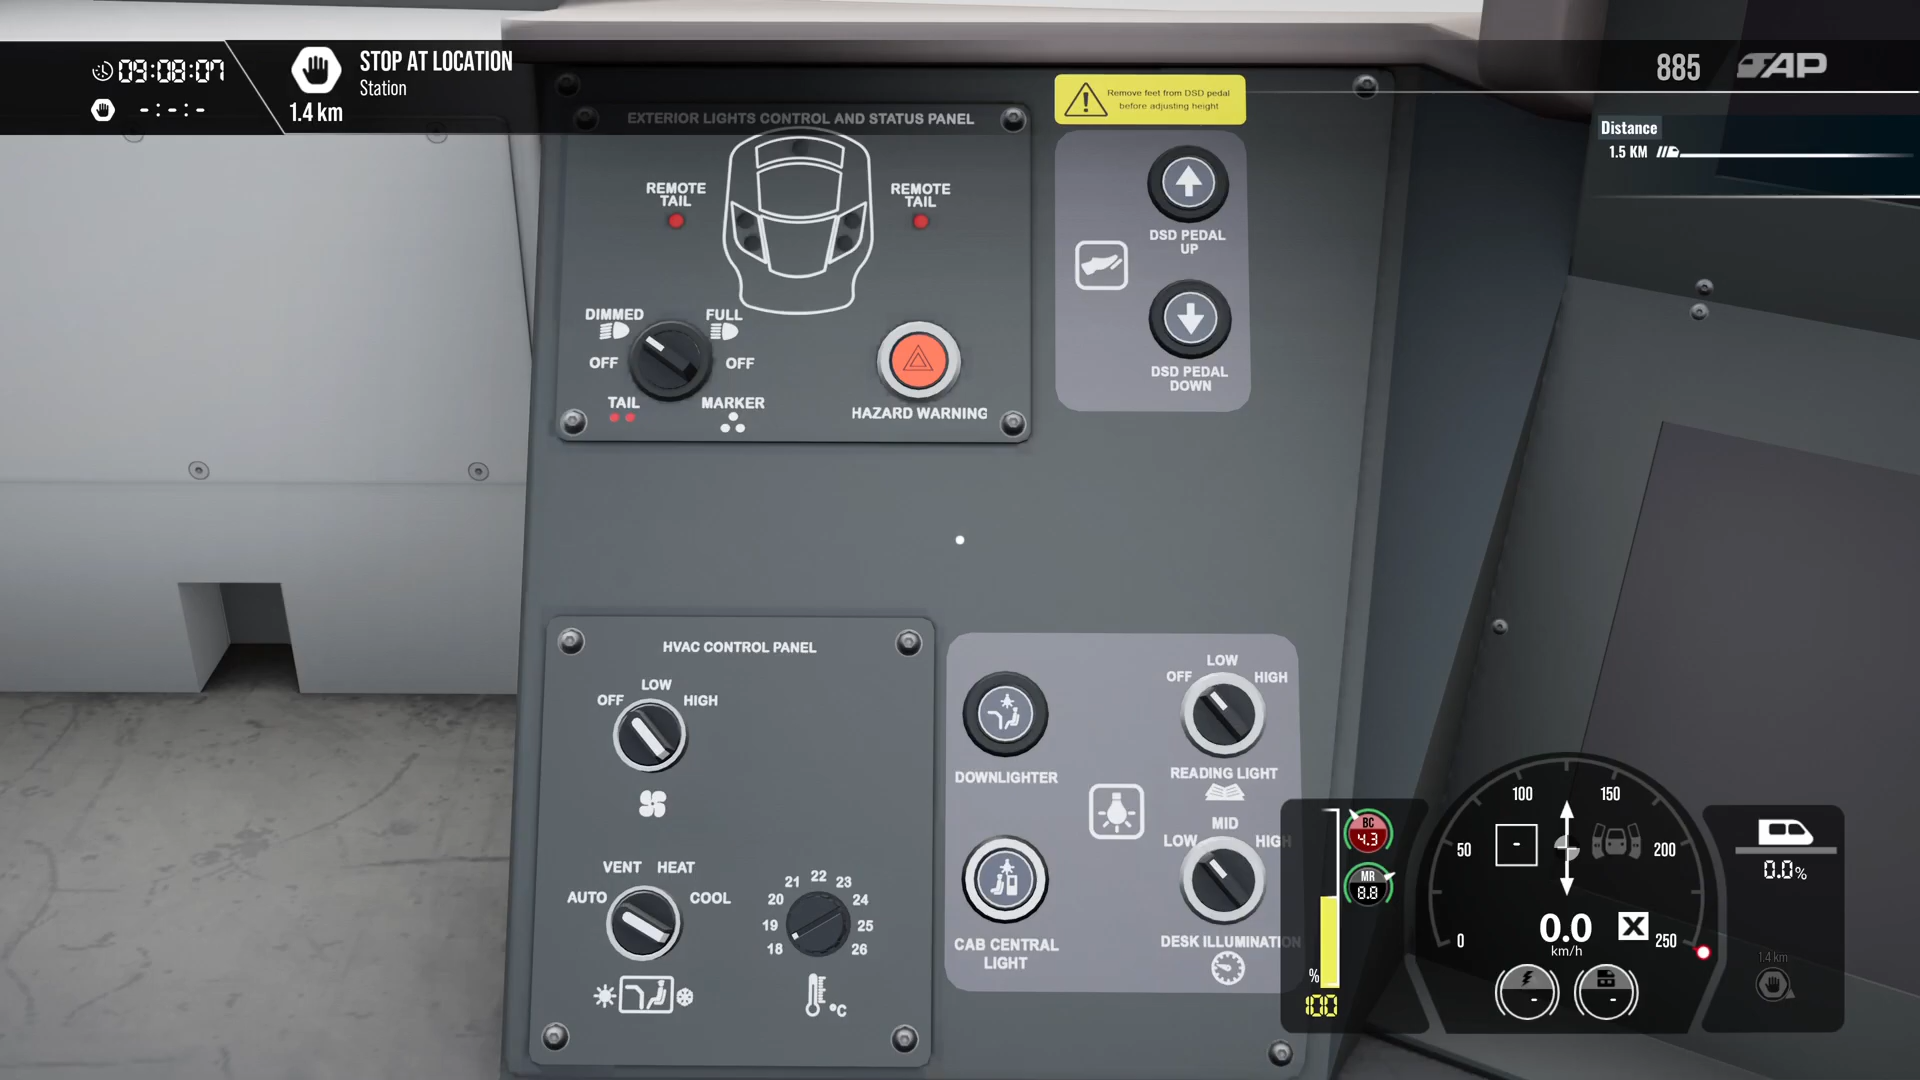 09:08:07
-:-:-
STOP AT LOCATION
Station
1.4 km
885
AP
Distance
1.5 KM
EXTERIOR LIGHTS CONTROL AND STATUS PANEL
REMOTE
TAIL
REMOTE
TAIL
DIMMED
FULL
OFF
OFF
TAIL
MARKER
HAZARD WARNING
Remove feet from DSD pedal
before adjusting height
DSD PEDAL
UP
DSD PEDAL
DOWN
HVAC CONTROL PANEL
OFF
LOW
HIGH
VENT
HEAT
AUTO
COOL
18
19
20
21
22
23
24
25
26
°C
DOWNLIGHTER
OFF
LOW
HIGH
READING LIGHT
CAB CENTRAL
LIGHT
LOW
MID
HIGH
DESK ILLUMINATION
%
100
BC
4.3
MR
8.8
0
50
100
150
200
250
-
0.0
km/h
X
-
-
0.0%
1.4 km